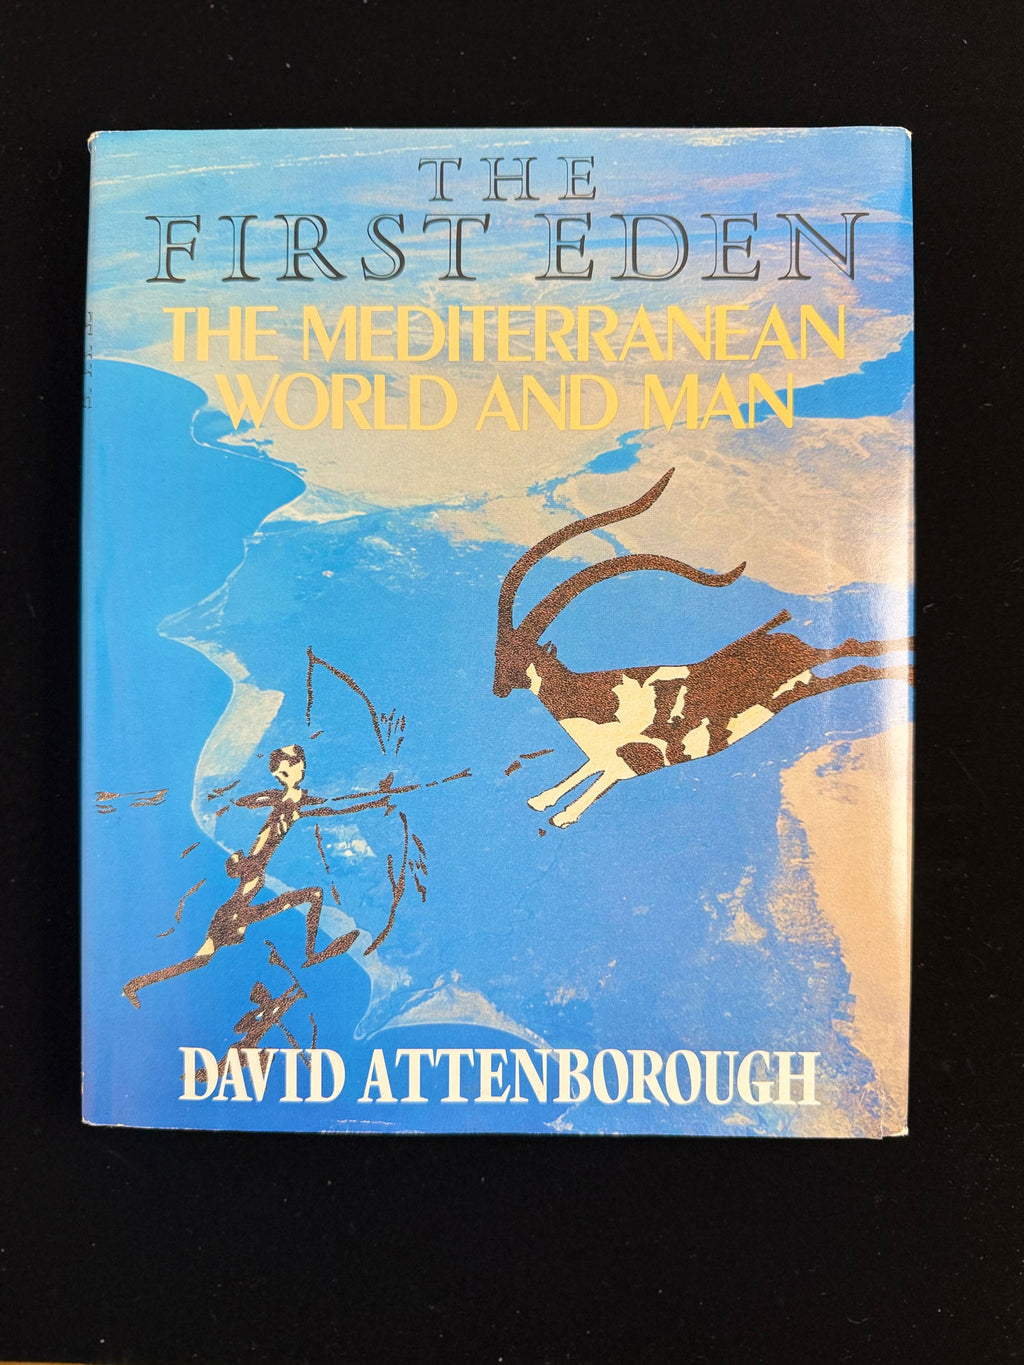 THE
FIRST EDEN
THE MEDITERRANEAN
WORLD AND MAN
DAVID ATTENBOROUGH